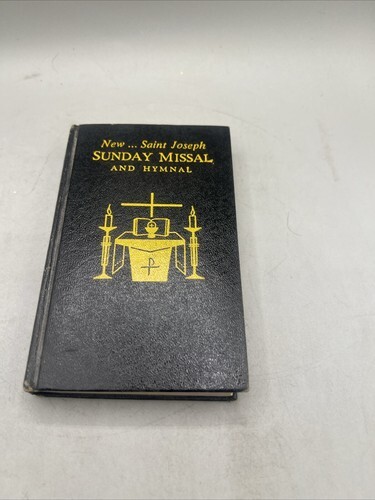 New ... Saint Joseph
SUNDAY MISSAL
AND HYMNAL